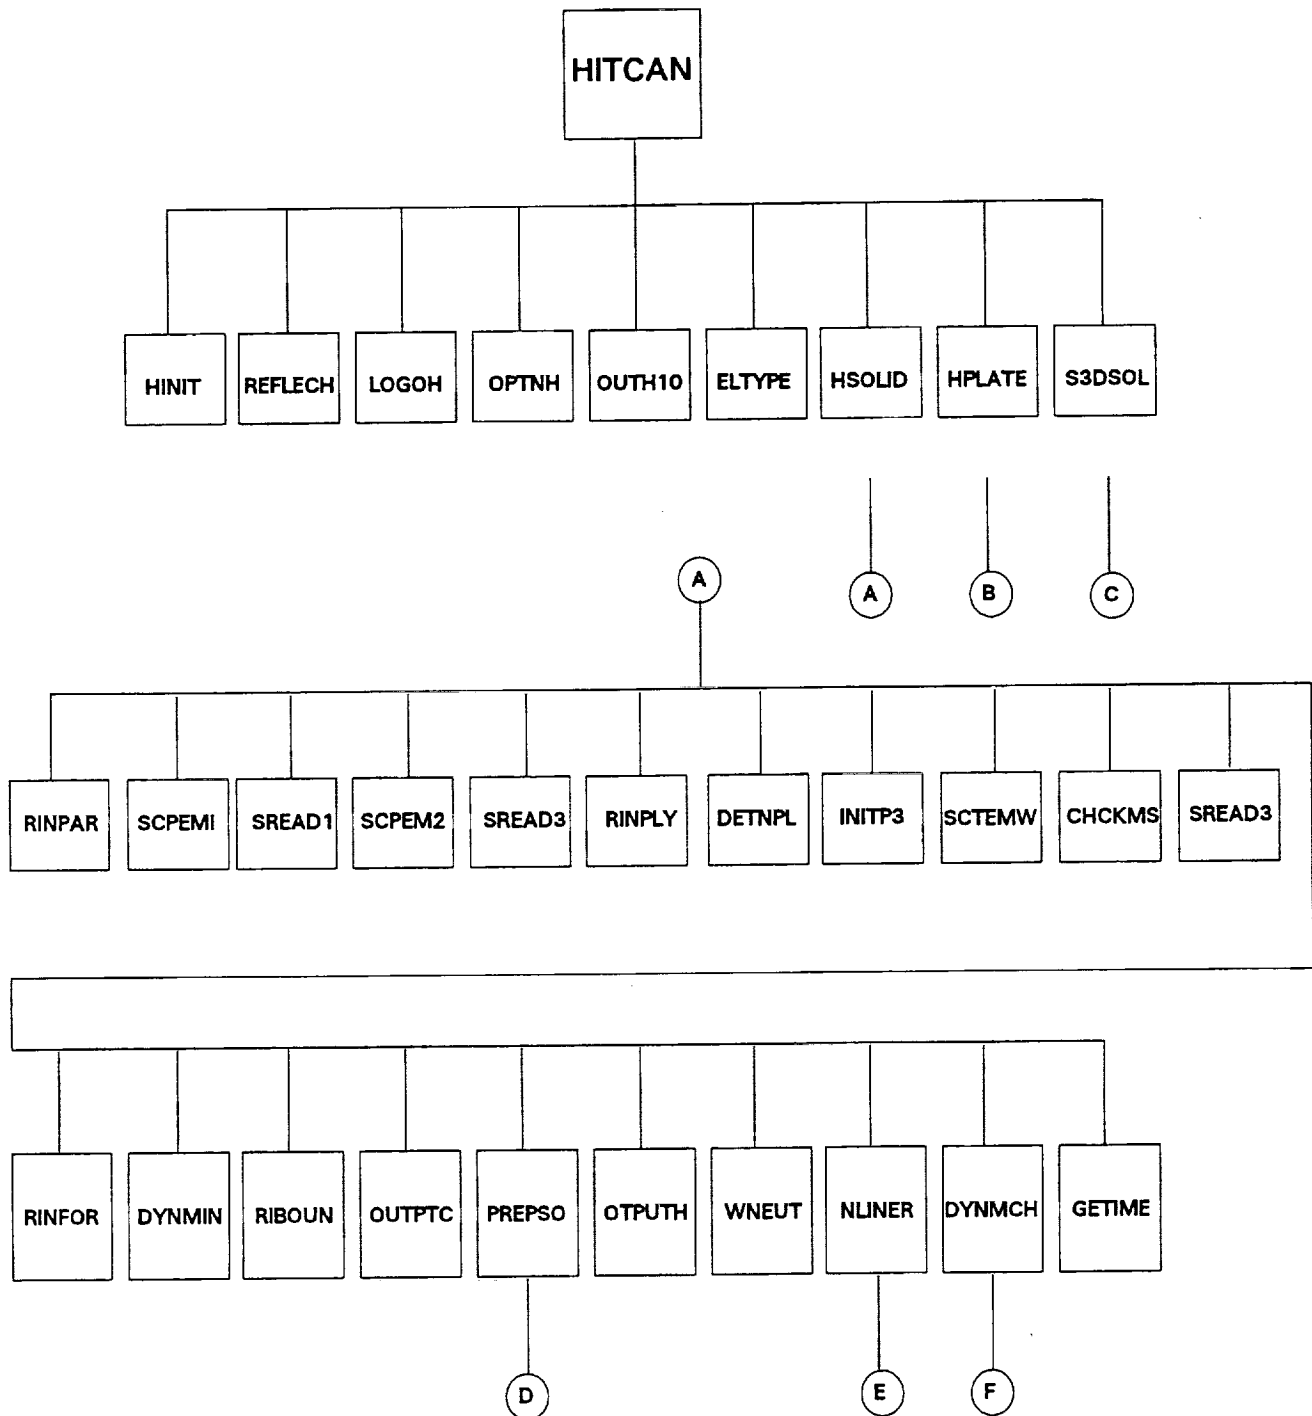 HITCAN
HINIT REFLECH LOGOH OPTNH OUTH10 ELTYPE HSOLID HPLATE S3DSOL
A A B C
RINPAR SCPEMI SREAD1 SCPEM2 SREAD3 RINPLY DETNPL INITP3 SCTEMW CHCKMS SREAD3
RINFOR DYNMIN RIBOUN OUTPTC PREPSO OTPUTH WNEUT NLINER DYNMCH GETIME
D E F